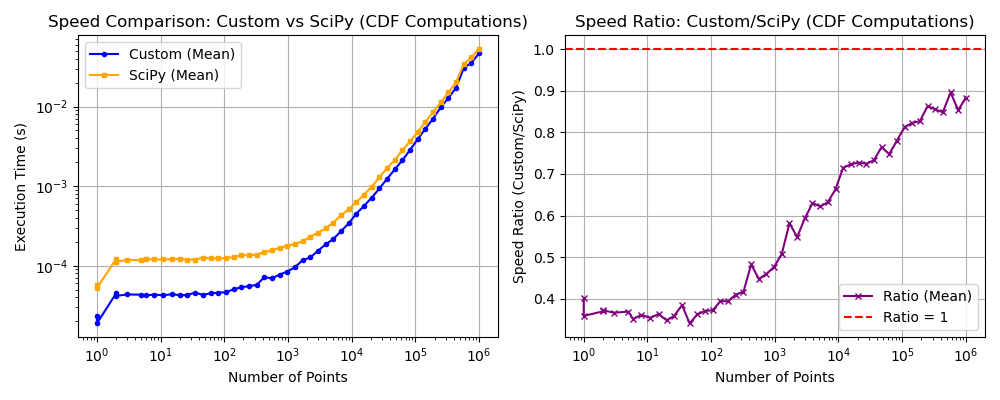 Speed Comparison: Custom vs SciPy (CDF Computations)
Execution Time (s)
10⁻²
10⁻³
10⁻⁴
Custom (Mean)
SciPy (Mean)
10⁰ 10¹ 10² 10³ 10⁴ 10⁵ 10⁶
Number of Points
Speed Ratio: Custom/SciPy (CDF Computations)
Speed Ratio (Custom/SciPy)
1.0
0.9
0.8
0.7
0.6
0.5
0.4
Ratio (Mean)
Ratio = 1
10⁰ 10¹ 10² 10³ 10⁴ 10⁵ 10⁶
Number of Points